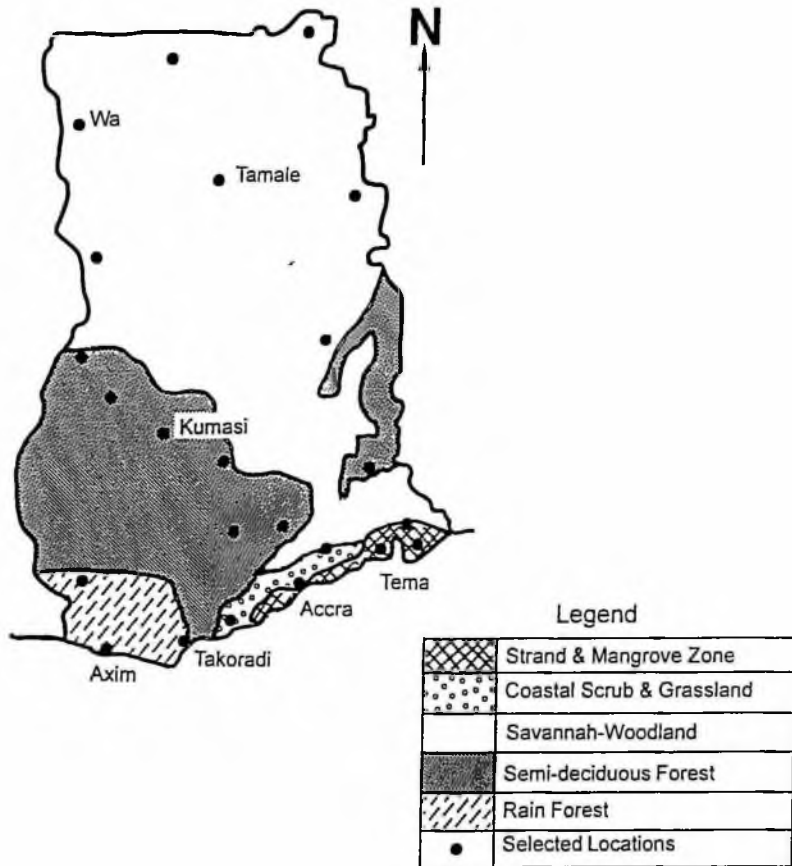 N
Wa
Tamale
Kumasi
Tema
Accra
Takoradi
Axim
Legend
Strand & Mangrove Zone
Coastal Scrub & Grassland
Savannah-Woodland
Semi-deciduous Forest
Rain Forest
Selected Locations